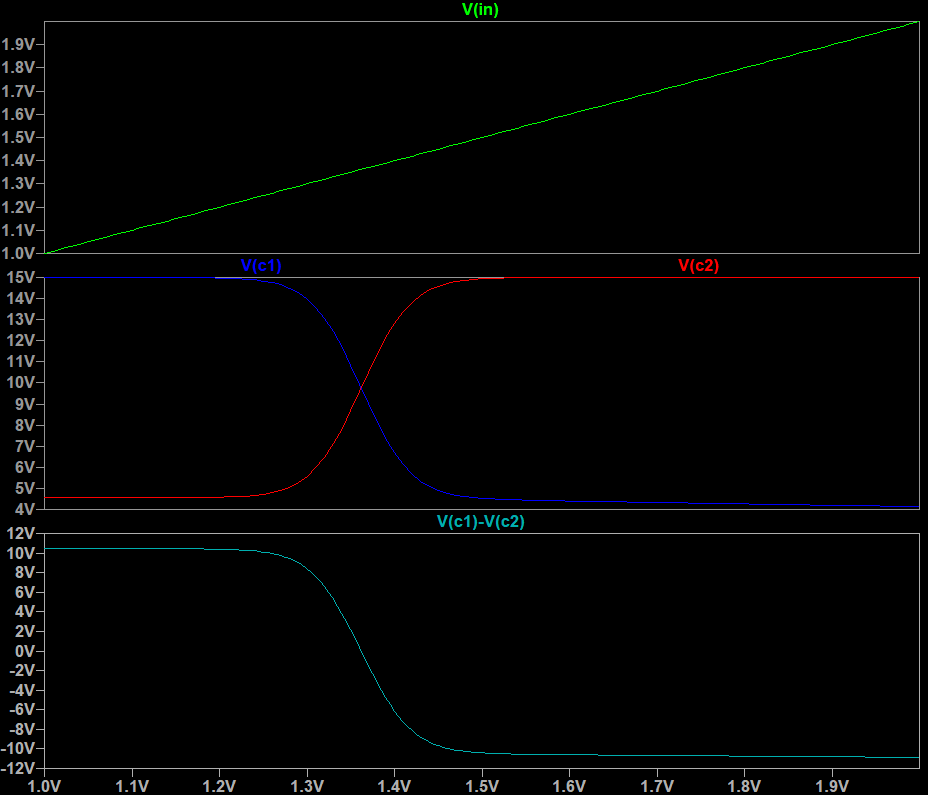 V(in)
1.9V
1.8V
1.7V
1.6V
1.5V
1.4V
1.3V
1.2V
1.1V
1.0V
V(c1) V(c2)
15V
14V
13V
12V
11V
10V
9V
8V
7V
6V
5V
4V
V(c1)-V(c2)
12V
10V
8V
6V
4V
2V
0V
-2V
-4V
-6V
-8V
-10V
-12V
1.0V 1.1V 1.2V 1.3V 1.4V 1.5V 1.6V 1.7V 1.8V 1.9V